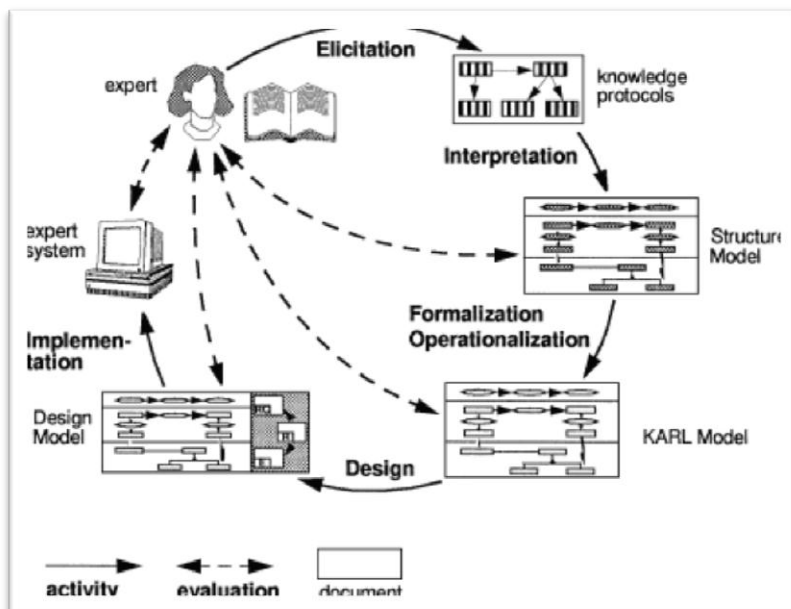 Elicitation
expert
knowledge
protocols
Interpretation
expert
system
Structure
Model
Formalization
Operationalization
Implemen-
tation
Design
Model
KARL Model
Design
activity
evaluation
document